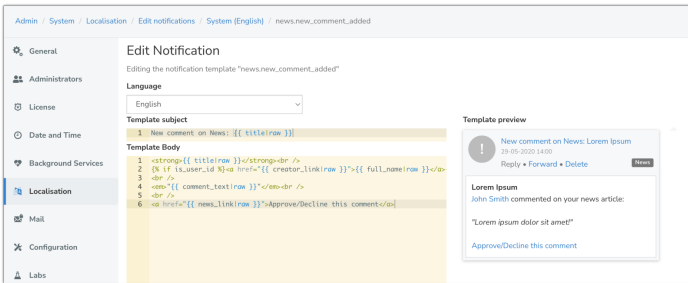 Admin / System / Localisation / Edit notifications / System (English) / news.new_comment_added
General
Administrators
License
Date and Time
Background Services
Localisation
Mail
Configuration
Labs
Edit Notification
Editing the notification template "news.new_comment_added"
Language
English
Template subject
1 New comment on News: {{ title|raw }}
Template Body
1 <strong>{{ title|raw }}</strong><br />
2 {% if is_user_id %}<a href="{{ creator_link|raw }}">{{ full_name|raw }}</a>
3 <br />
4 <em>"{{ comment_text|raw }}"</em><br />
5 <br />
6 <a href="{{ news_link|raw }}">Approve/Decline this comment</a>
Template preview
New comment on News: Lorem Ipsum
29-05-2020 14:00
Reply • Forward • Delete
News
Lorem Ipsum
John Smith commented on your news article:
"Lorem ipsum dolor sit amet!"
Approve/Decline this comment